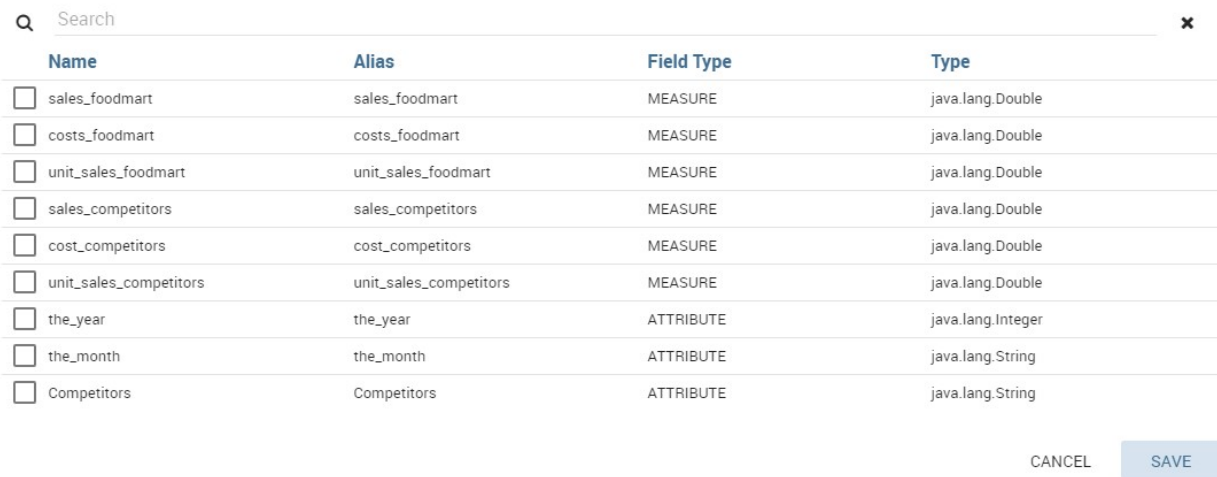 Search
Name Alias Field Type Type
sales_foodmart sales_foodmart MEASURE java.lang.Double
costs_foodmart costs_foodmart MEASURE java.lang.Double
unit_sales_foodmart unit_sales_foodmart MEASURE java.lang.Double
sales_competitors sales_competitors MEASURE java.lang.Double
cost_competitors cost_competitors MEASURE java.lang.Double
unit_sales_competitors unit_sales_competitors MEASURE java.lang.Double
the_year the_year ATTRIBUTE java.lang.Integer
the_month the_month ATTRIBUTE java.lang.String
Competitors Competitors ATTRIBUTE java.lang.String
CANCEL SAVE